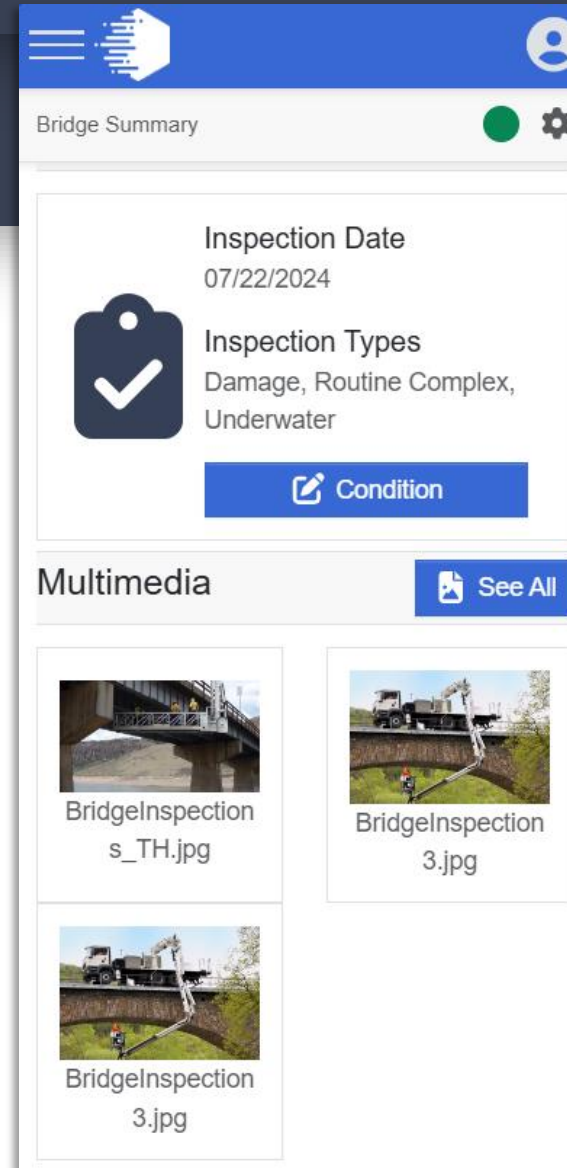 Bridge Summary
Inspection Date
07/22/2024
Inspection Types
Damage, Routine Complex,
Underwater
Condition
Multimedia
See All
BridgeInspection
s_TH.jpg
BridgeInspection
3.jpg
BridgeInspection
3.jpg